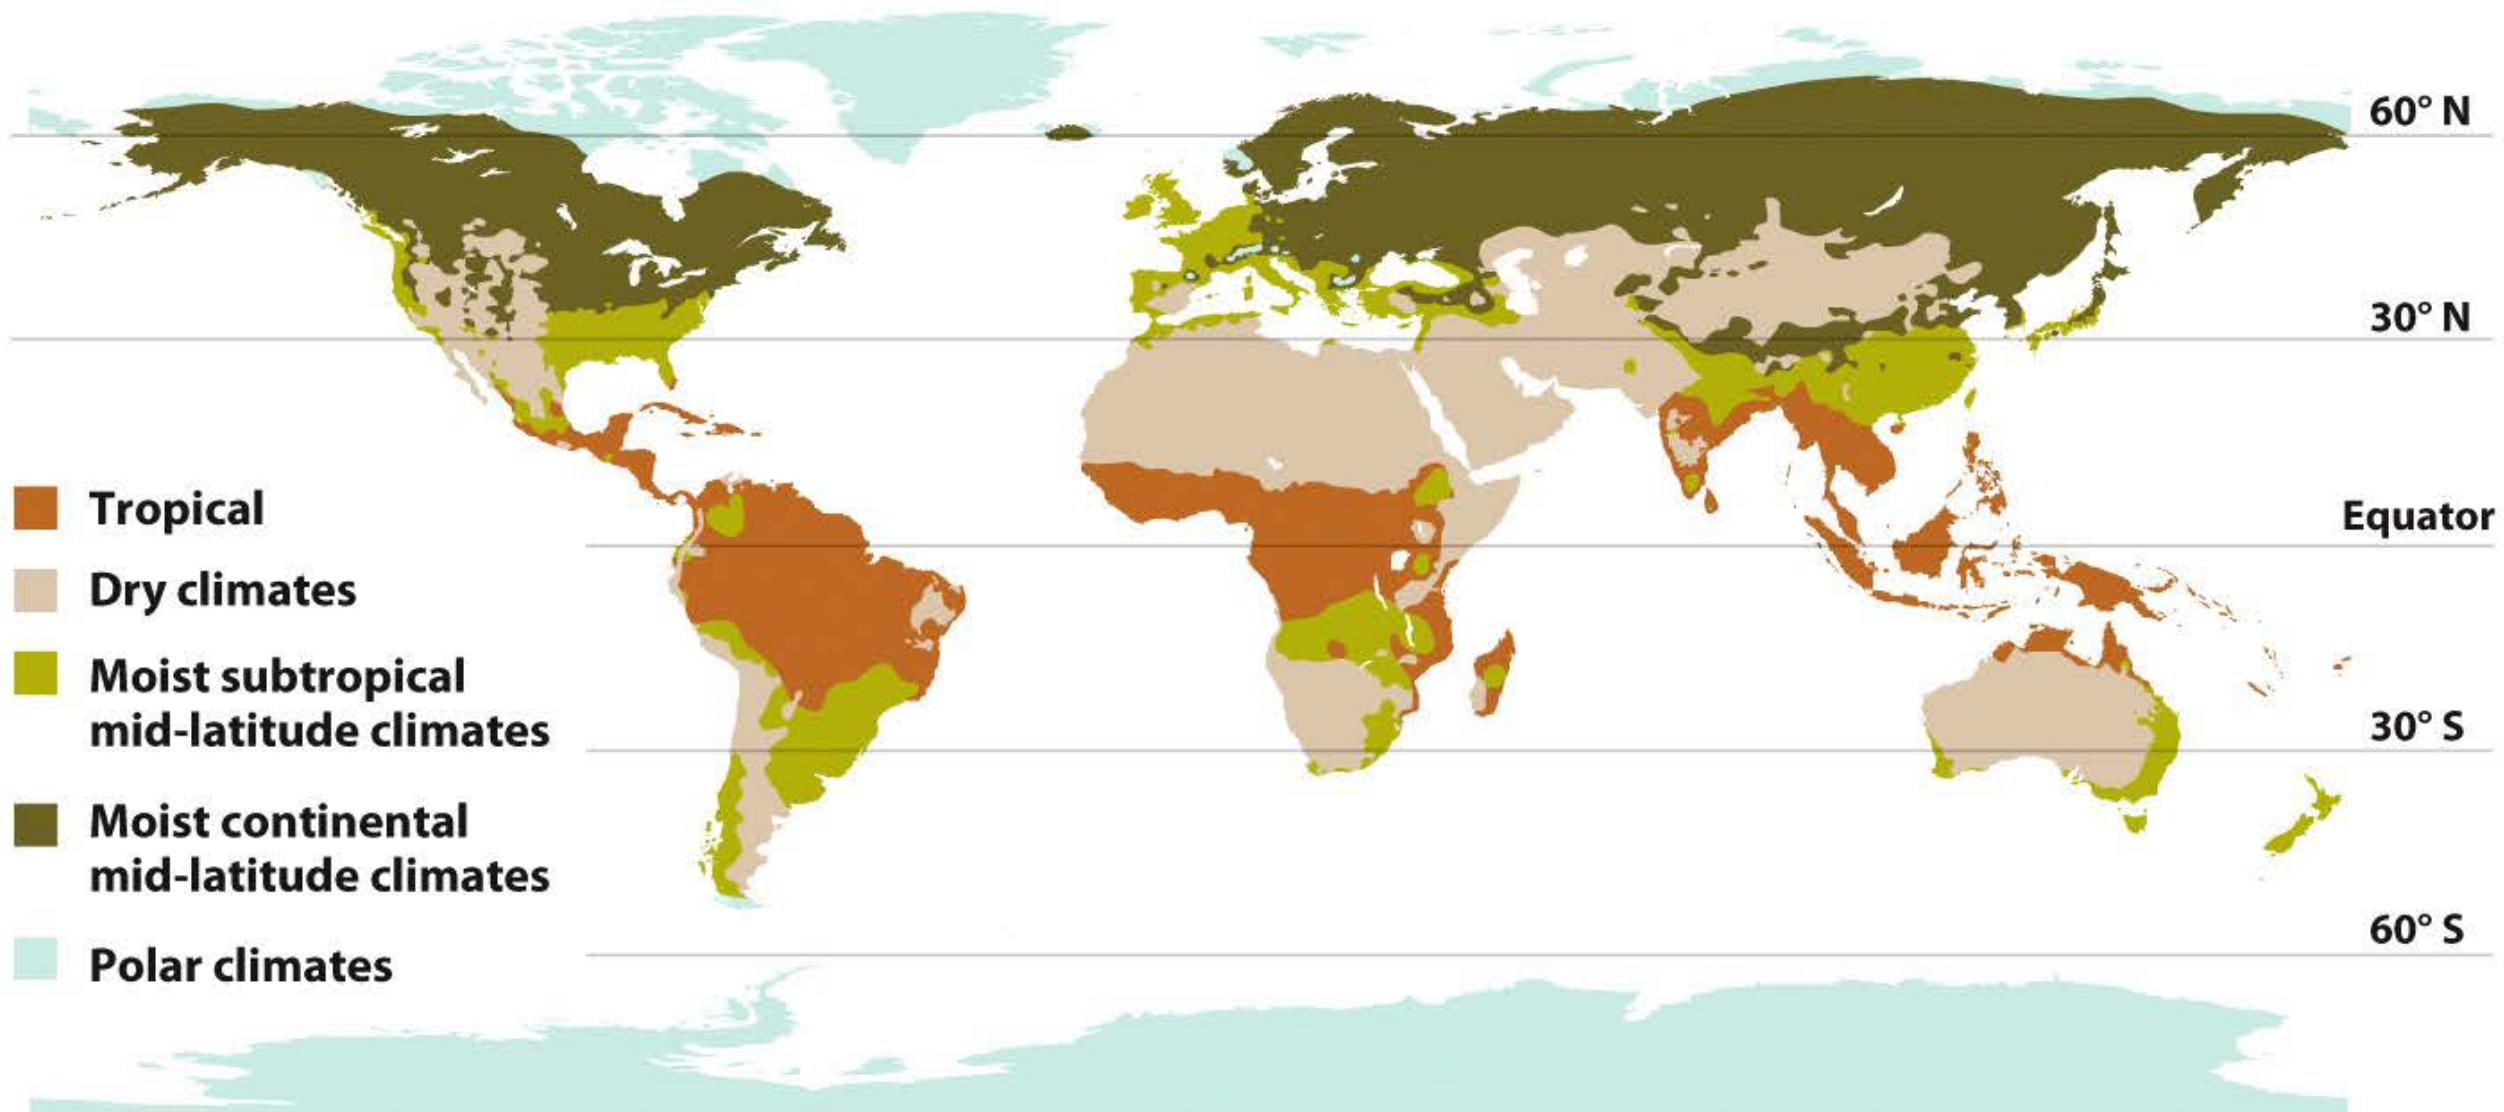 60° N
30° N
Equator
30° S
60° S
Tropical
Dry climates
Moist subtropical
mid-latitude climates
Moist continental
mid-latitude climates
Polar climates